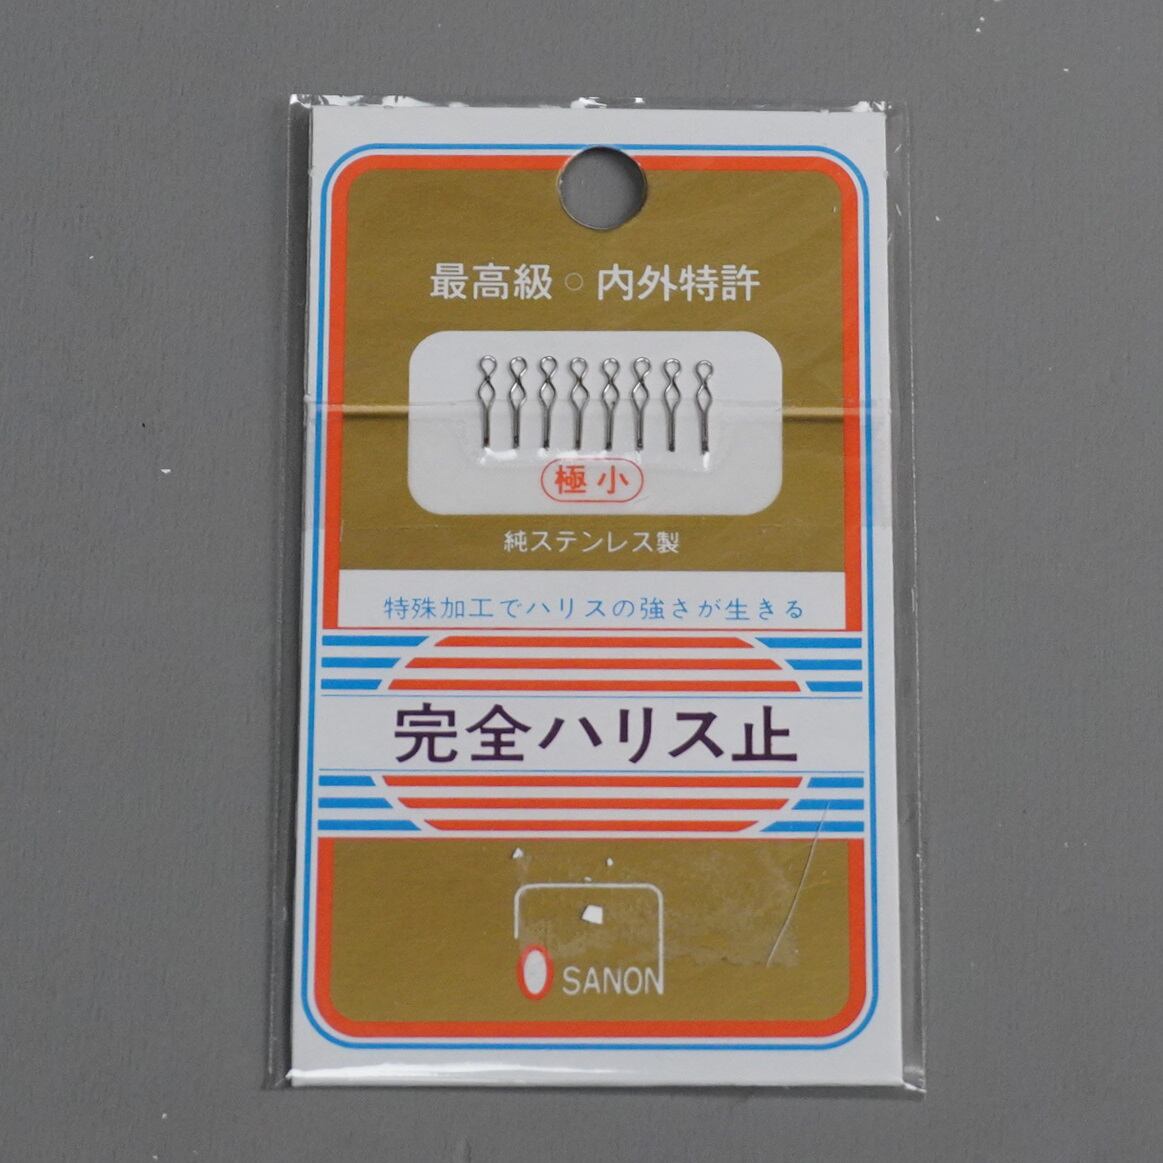 最高級○内外特許
極小
純ステンレス製
特殊加工でハリスの強さが生きる
完全ハリス止
SANON